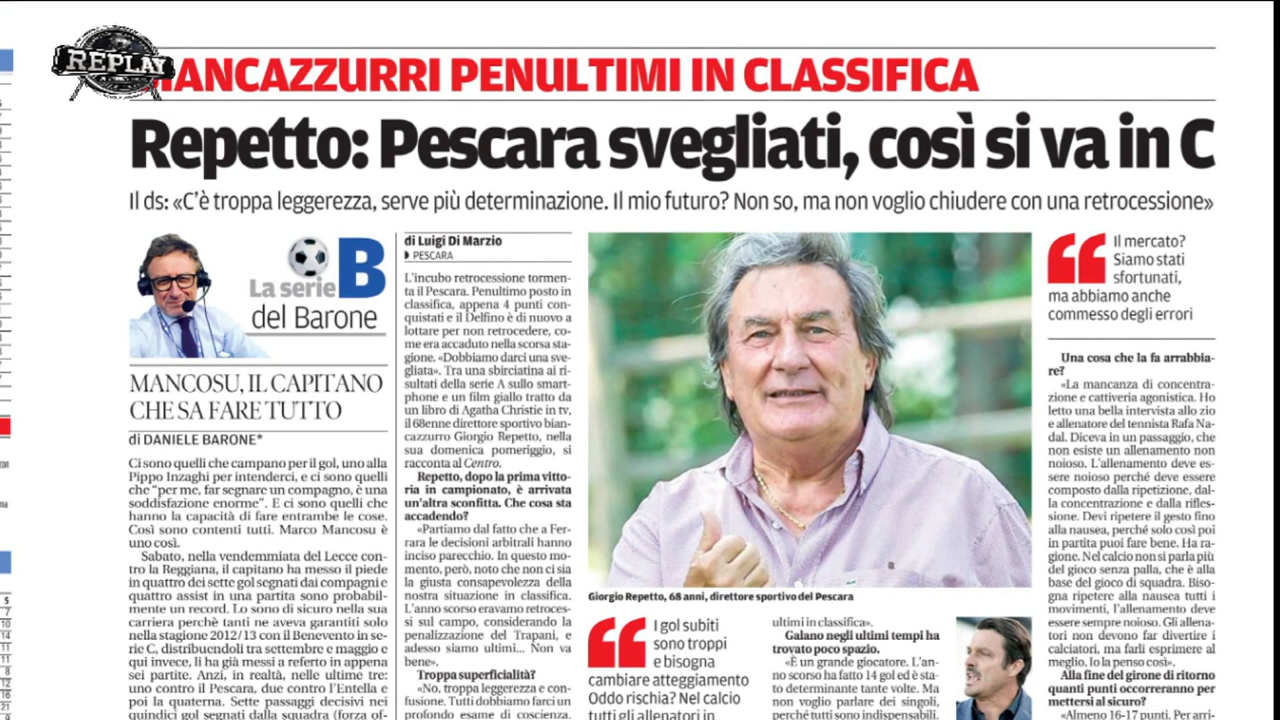 REPLAY
ANCAZZURRI PENULTIMI IN CLASSIFICA
Repetto: Pescara svegliati, così si va in C
Il ds: «C'è troppa leggerezza, serve più determinazione. Il mio futuro? Non so, ma non voglio chiudere con una retrocessione»
La serie B
del Barone
MANCOSU, IL CAPITANO
CHE SA FARE TUTTO
di DANIELE BARONE*
Ci sono quelli che campano per il gol, uno alla
Pippo Inzaghi per intenderci, e ci sono quelli
che "per me, far segnare un compagno, è una
soddisfazione enorme". E ci sono quelli che
hanno la capacità di fare entrambe le cose.
Così sono contenti tutti. Marco Mancosu è
uno così.
Sabato, nella vendemmiata del Lecce con-
tro la Reggiana, il capitano ha messo il piede
in quattro dei sette gol segnati dai compagni e
quattro assist in una partita sono probabil-
mente un record. Lo sono di sicuro nella sua
carriera perchè tanti ne aveva garantiti solo
nella stagione 2012/13 con il Benevento in se-
rie C, distribuendoli tra settembre e maggio e
qui invece, li ha già messi a referto in appena
sei partite. Anzi, in realtà, nelle ultime tre:
uno contro il Pescara, due contro l'Entella e
poi la quaterna. Sette passaggi decisivi nei
quindici gol segnati dalla squadra (forza of-
di Luigi Di Marzio
PESCARA
L'incubo retrocessione tormen-
ta il Pescara. Penultimo posto in
classifica, appena 4 punti con-
quistati e il Delfino è di nuovo a
lottare per non retrocedere, co-
me era accaduto nella scorsa sta-
gione. «Dobbiamo darci una sve-
gliata». Tra una sbirciatina ai ri-
sultati della serie A sullo smart-
phone e un film giallo tratto da
un libro di Agatha Christie in tv,
il 68enne direttore sportivo bian-
cazzurro Giorgio Repetto, nella
sua domenica pomeriggio, si
racconta al Centro.
Repetto, dopo la prima vitto-
ria in campionato, è arrivata
un'altra sconfitta. Che cosa sta
accadendo?
«Partiamo dal fatto che a Fer-
rara le decisioni arbitrali hanno
inciso parecchio. In questo mo-
mento, però, noto che non ci sia
la giusta consapevolezza della
nostra situazione in classifica.
L'anno scorso eravamo retroces-
si sul campo, considerando la
penalizzazione del Trapani, e
adesso siamo ultimi... Non va
bene».
Troppa superficialità?
«No, troppa leggerezza e con-
fusione. Tutti dobbiamo farci un
profondo esame di coscienza.
Giorgio Repetto, 68 anni, direttore sportivo del Pescara
I gol subiti
sono troppi
e bisogna
cambiare atteggiamento
Oddo rischia? Nel calcio
tutti gli allenatori in
ultimi in classifica».
Galano negli ultimi tempi ha
trovato poco spazio.
«È un grande giocatore. L'an-
no scorso ha fatto 14 gol ed è sta-
to determinante tante volte. Ma
non voglio parlare dei singoli,
perché tutti sono indispensabili.
Il mercato?
Siamo stati
sfortunati,
ma abbiamo anche
commesso degli errori
Una cosa che la fa arrabbia-
re?
«La mancanza di concentra-
zione e cattiveria agonistica. Ho
letto una bella intervista allo zio
e allenatore del tennista Rafa Na-
dal. Diceva in un passaggio, che
non esiste un allenamento non
noioso. L'allenamento deve es-
sere noioso perché deve essere
composto dalla ripetizione, dal-
la concentrazione e dalla rifles-
sione. Devi ripetere il gesto fino
alla nausea, perché solo così poi
in partita puoi fare bene. Ha ra-
gione. Nel calcio non si parla più
del gioco senza palla, che è alla
base del gioco di squadra. Biso-
gna ripetere alla nausea tutti i
movimenti, l'allenamento deve
essere sempre noioso. Gli allena-
tori non devono far divertire i
calciatori, ma farli esprimere al
meglio. Io la penso così».
Alla fine del girone di ritorno
quanti punti occorreranno per
mettersi al sicuro?
«Almeno 16-17 punti. Per arri-